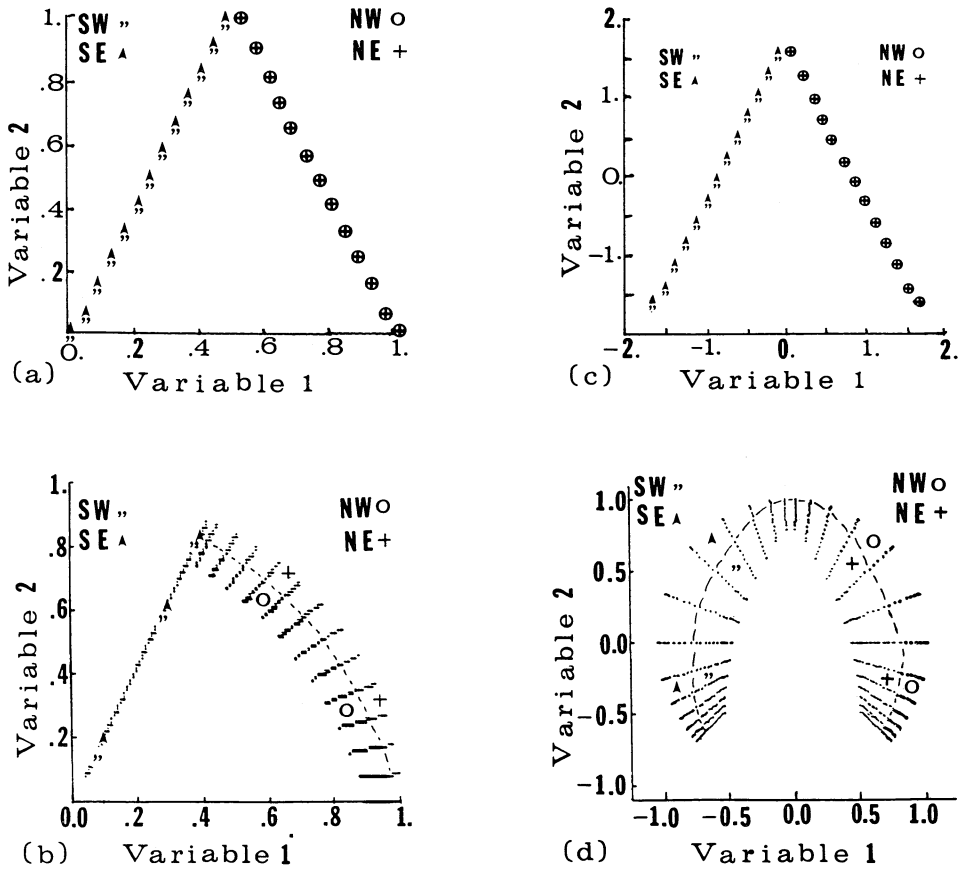 1.
SW ,, NW O
SE ▲ NE +
.8
.6
.4
.2
0. .2 .4 .6 .8 1.
Variable 2
(a) Variable 1
2.
SW ,, NW O
SE ▲ NE +
1.
0.
-1.
-2. -1. 0. 1. 2.
Variable 2
(c) Variable 1
1.
SW ,, NW O
SE ▲ NE +
.8
.6
.4
.2
0.0 .2 .4 .6 .8 1.
Variable 2
(b) Variable 1
SW ,, NW O
SE ▲ NE +
1.0
0.5
0.0
-0.5
-1.0
-1.0 -0.5 0.0 0.5 1.0
Variable 2
(d) Variable 1